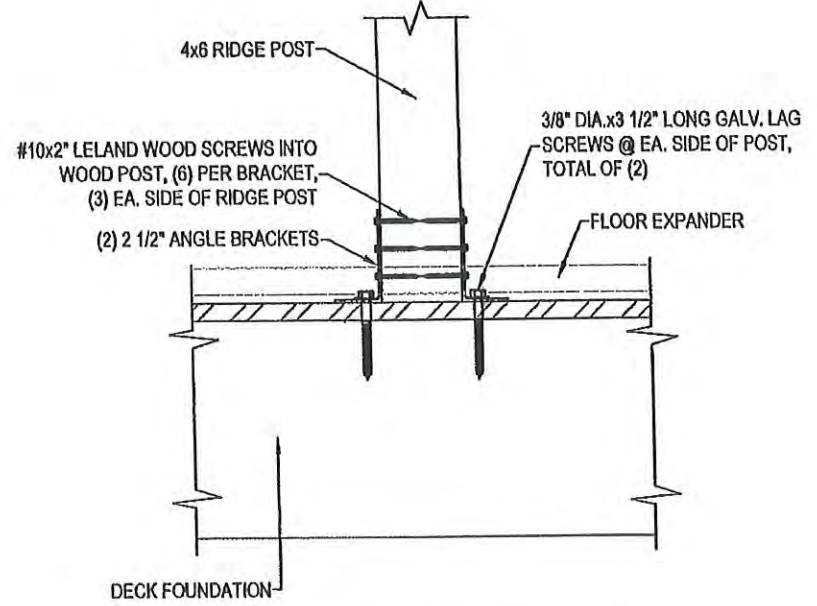 4x6 RIDGE POST
3/8" DIA.x3 1/2" LONG GALV. LAG
SCREWS @ EA. SIDE OF POST,
TOTAL OF (2)
#10x2" LELAND WOOD SCREWS INTO
WOOD POST, (6) PER BRACKET,
(3) EA. SIDE OF RIDGE POST
FLOOR EXPANDER
(2) 2 1/2" ANGLE BRACKETS
DECK FOUNDATION